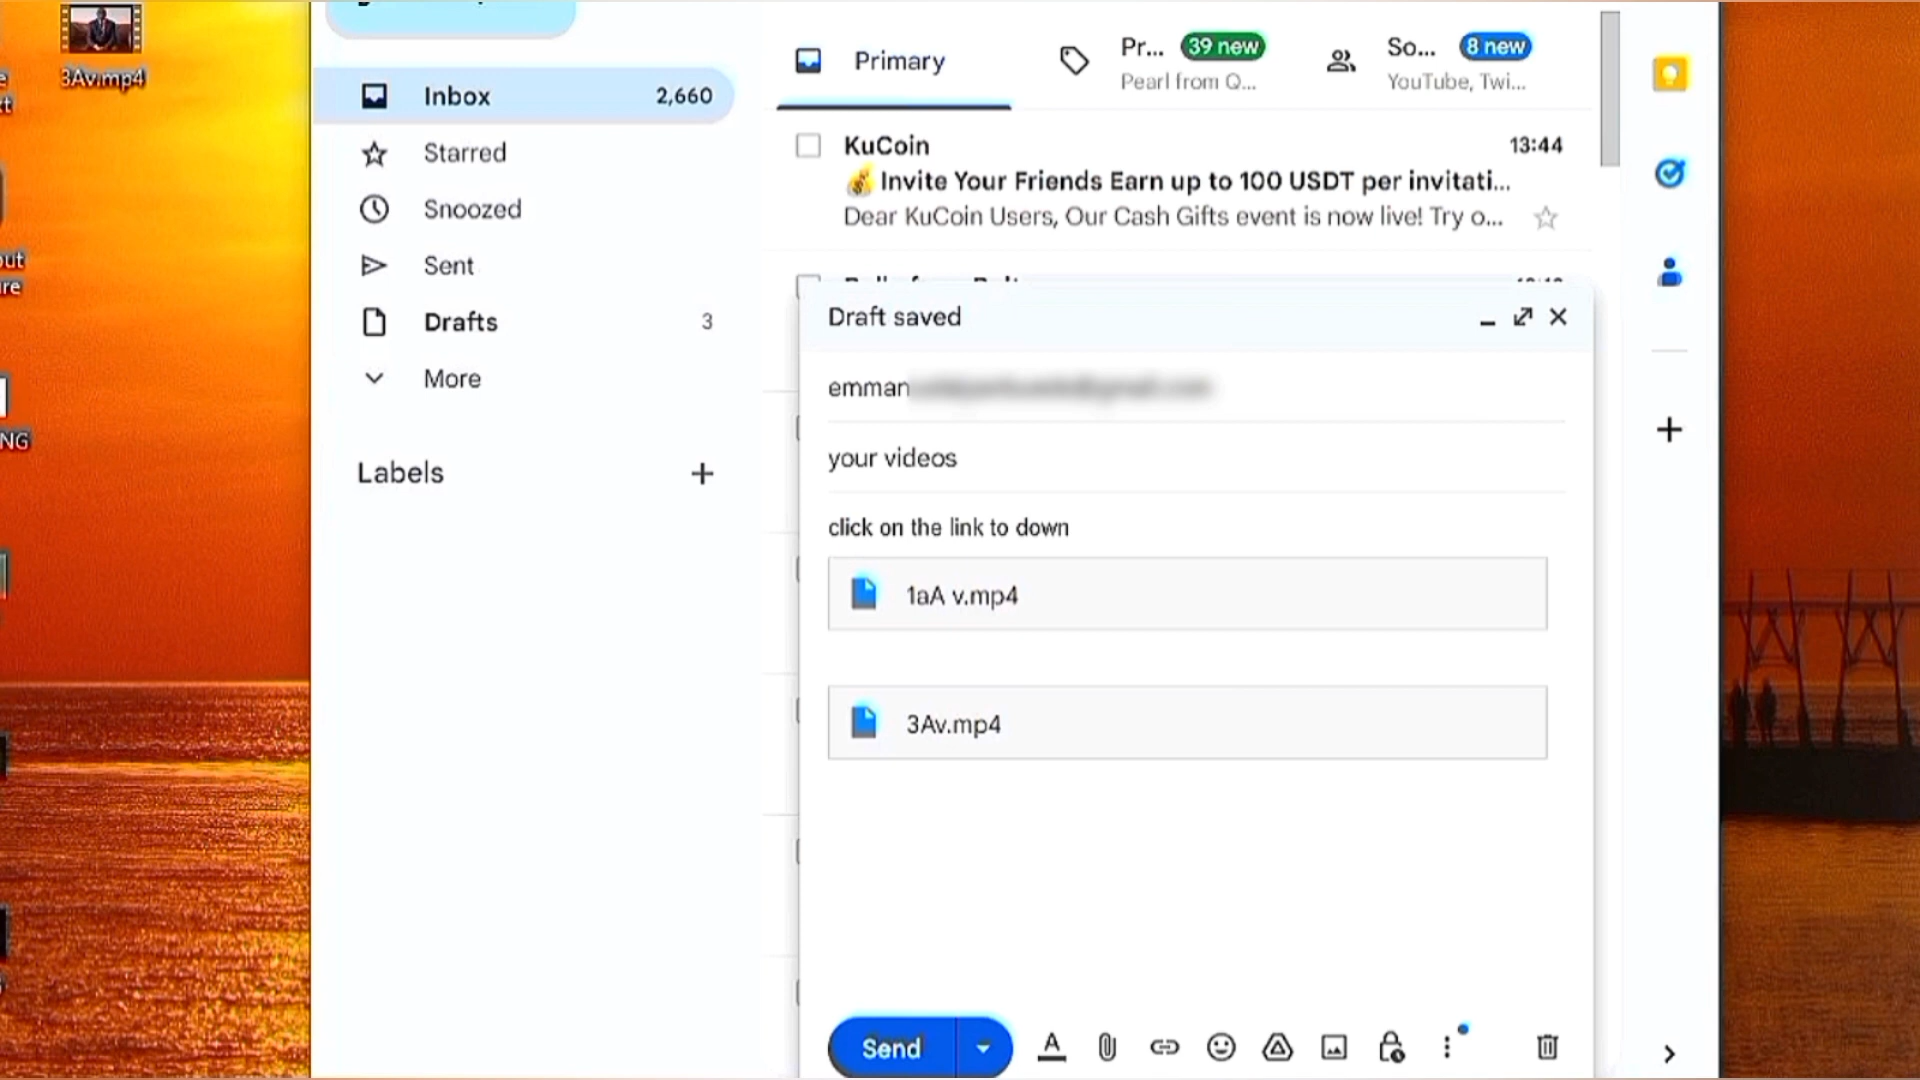 3Av.mp4
Inbox 2,660
Starred
Snoozed
Sent
Drafts 3
More
Labels
Primary
Pr... 39 new
Pearl from Q...
So... 8 new
YouTube, Twi...
KuCoin 13:44
💰 Invite Your Friends Earn up to 100 USDT per invitati...
Dear KuCoin Users, Our Cash Gifts event is now live! Try o...
Draft saved
emman
your videos
click on the link to down
1aA v.mp4
3Av.mp4
Send
NG